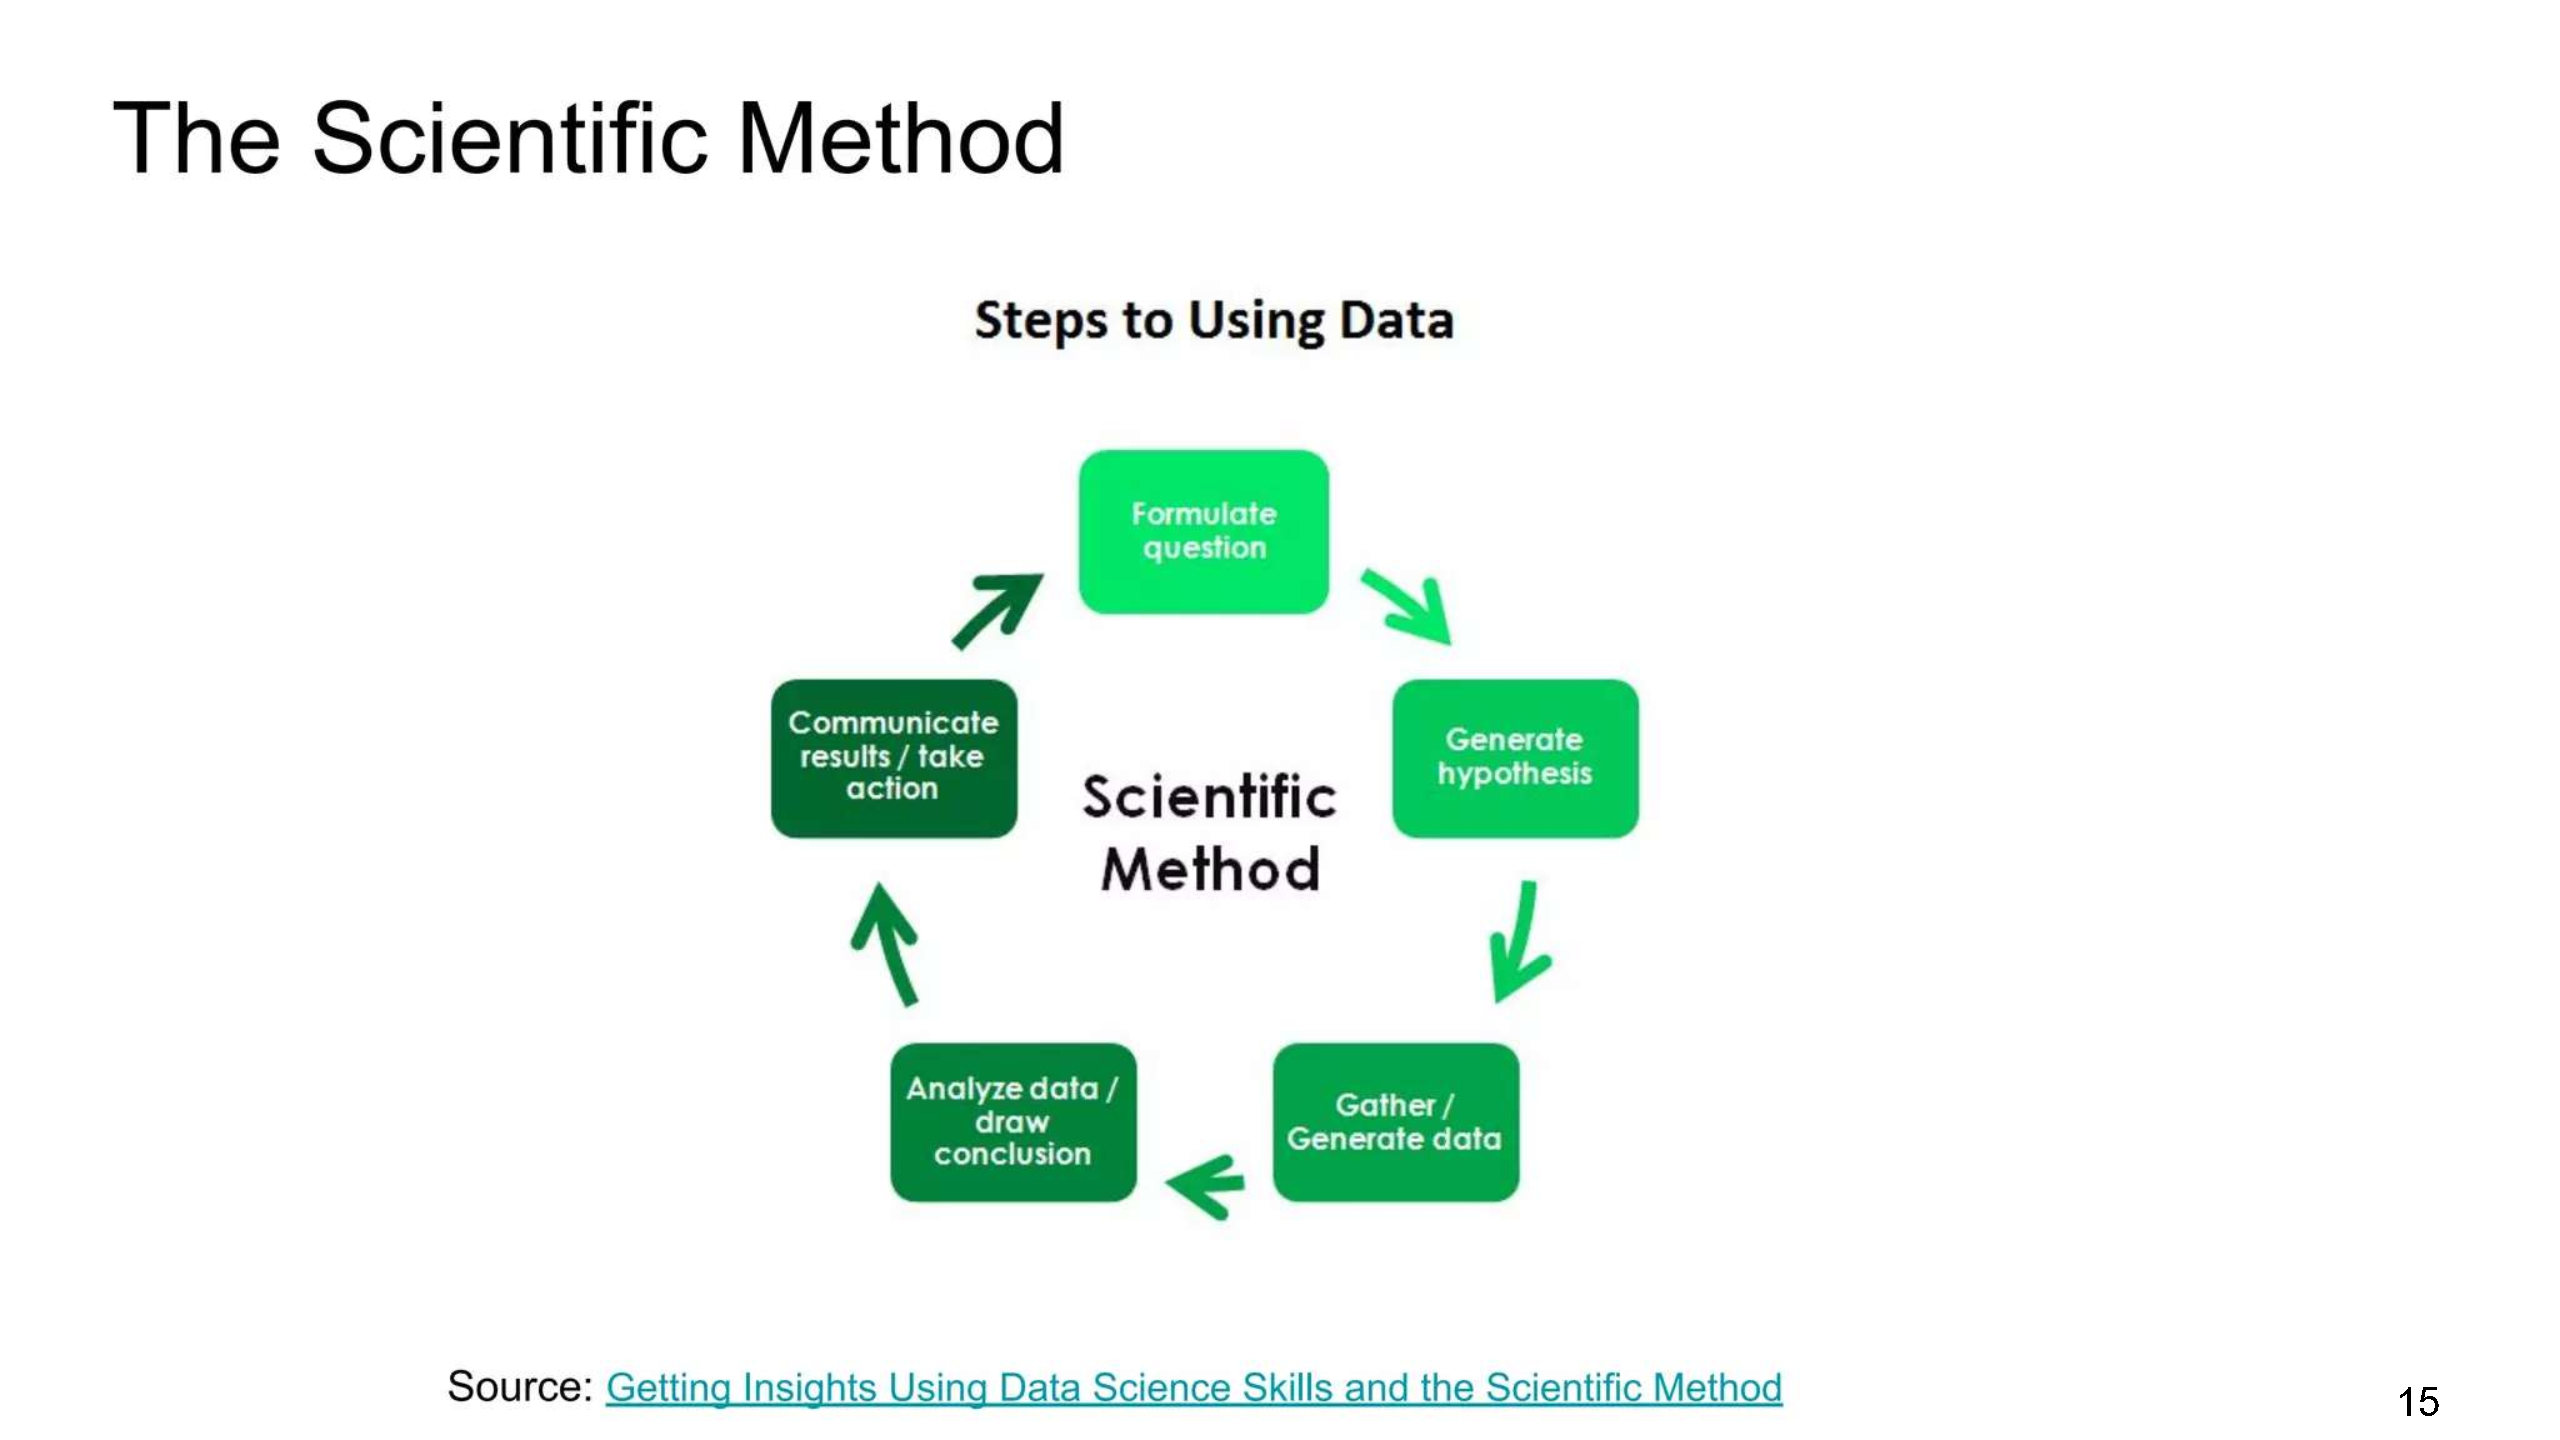 The Scientific Method
Steps to Using Data
Formulate
question
Generate
hypothesis
Gather /
Generate data
Analyze data /
draw
conclusion
Communicate
results / take
action
Scientific
Method
Source: Getting Insights Using Data Science Skills and the Scientific Method
15